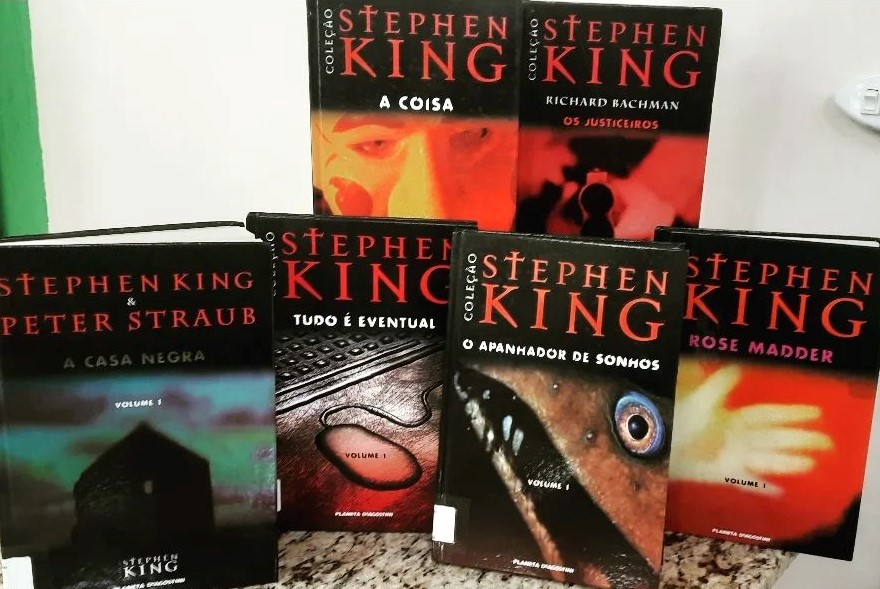 COLEÇÃO
STEPHEN
KING
A COISA
COLEÇÃO
STEPHEN
KING
RICHARD BACHMAN
OS JUSTICEIROS
STEPHEN KING
&
PETER STRAUB
A CASA NEGRA
VOLUME 1
STEPHEN
KING
PLANETA DEAGOSTINI
COLEÇÃO
STEPHEN
KING
TUDO É EVENTUAL
VOLUME 1
PLANETA DEAGOSTINI
COLEÇÃO
STEPHEN
KING
O APANHADOR DE SONHOS
VOLUME 1
PLANETA DEAGOSTINI
STEPHEN
KING
ROSE MADDER
VOLUME 1
PLANETA DEAGOSTINI